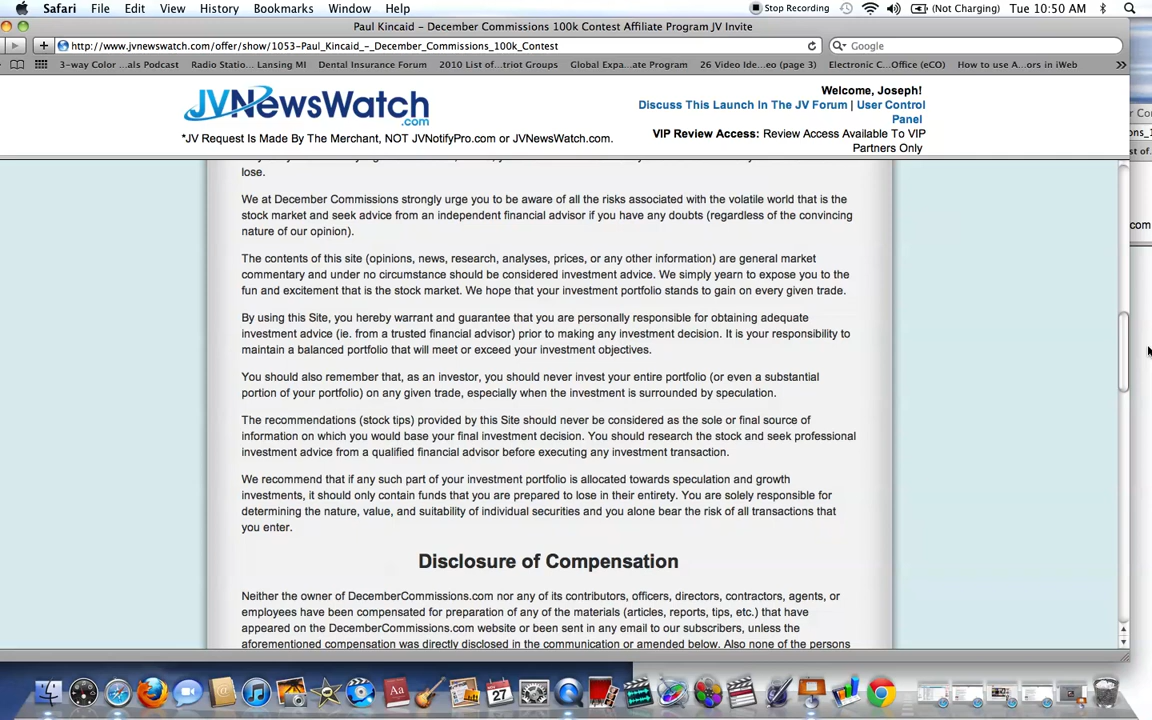 Safari File Edit View History Bookmarks Window Help Stop Recording (Not Charging) Tue 10:50 AM
Paul Kincaid – December Commissions 100k Contest Affiliate Program JV Invite
http://www.jvnewswatch.com/offer/show/1053-Paul_Kincaid_-_December_Commissions_100k_Contest Google
3-way Color ...als Podcast Radio Statio... Lansing MI Dental Insurance Forum 2010 List of...triot Groups Global Expa...ate Program 26 Video Ide...eo (page 3) Electronic C...Office (eCO) How to use A...ors in iWeb
JVNewsWatch
.com
*JV Request Is Made By The Merchant, NOT JVNotifyPro.com or JVNewsWatch.com.
Welcome, Joseph!
Discuss This Launch In The JV Forum | User Control
Panel
VIP Review Access: Review Access Available To VIP
Partners Only
lose.
We at December Commissions strongly urge you to be aware of all the risks associated with the volatile world that is the
stock market and seek advice from an independent financial advisor if you have any doubts (regardless of the convincing
nature of our opinion).
The contents of this site (opinions, news, research, analyses, prices, or any other information) are general market
commentary and under no circumstance should be considered investment advice. We simply yearn to expose you to the
fun and excitement that is the stock market. We hope that your investment portfolio stands to gain on every given trade.
By using this Site, you hereby warrant and guarantee that you are personally responsible for obtaining adequate
investment advice (ie. from a trusted financial advisor) prior to making any investment decision. It is your responsibility to
maintain a balanced portfolio that will meet or exceed your investment objectives.
You should also remember that, as an investor, you should never invest your entire portfolio (or even a substantial
portion of your portfolio) on any given trade, especially when the investment is surrounded by speculation.
The recommendations (stock tips) provided by this Site should never be considered as the sole or final source of
information on which you would base your final investment decision. You should research the stock and seek professional
investment advice from a qualified financial advisor before executing any investment transaction.
We recommend that if any such part of your investment portfolio is allocated towards speculation and growth
investments, it should only contain funds that you are prepared to lose in their entirety. You are solely responsible for
determining the nature, value, and suitability of individual securities and you alone bear the risk of all transactions that
you enter.
Disclosure of Compensation
Neither the owner of DecemberCommissions.com nor any of its contributors, officers, directors, contractors, agents, or
employees have been compensated for preparation of any of the materials (articles, reports, tips, etc.) that have
appeared on the DecemberCommissions.com website or been sent in any email to our subscribers, unless the
aforementioned compensation was directly disclosed in the communication or amended below. Also none of the persons